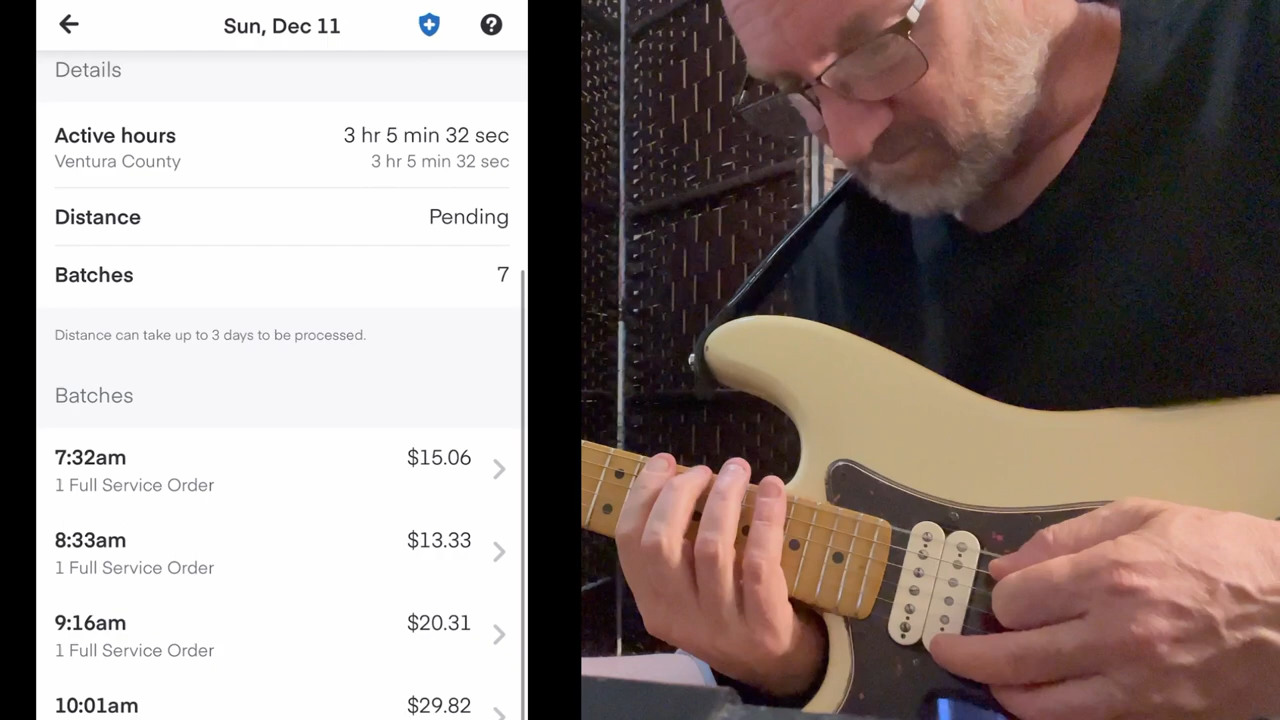 Sun, Dec 11
Details
Active hours 3 hr 5 min 32 sec
Ventura County 3 hr 5 min 32 sec
Distance Pending
Batches 7
Distance can take up to 3 days to be processed.
Batches
7:32am $15.06
1 Full Service Order
8:33am $13.33
1 Full Service Order
9:16am $20.31
1 Full Service Order
10:01am $29.82